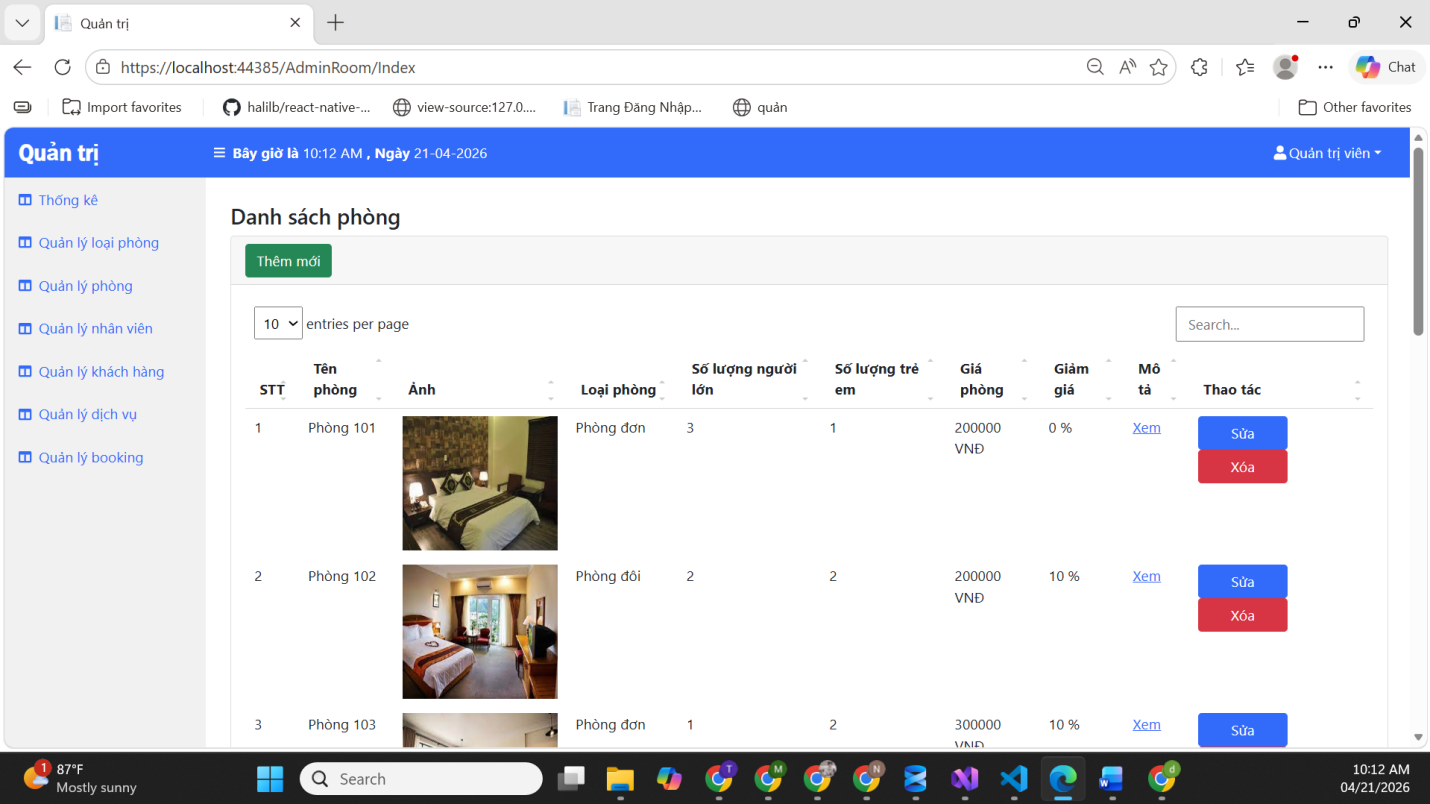 Quản trị
https://localhost:44385/AdminRoom/Index
Chat
Import favorites
halilb/react-native-...
view-source:127.0....
Trang Đăng Nhập...
quản
Other favorites
Quản trị
Bây giờ là 10:12 AM , Ngày 21-04-2026
Quản trị viên
Thống kê
Quản lý loại phòng
Quản lý phòng
Quản lý nhân viên
Quản lý khách hàng
Quản lý dịch vụ
Quản lý booking
Danh sách phòng
Thêm mới
10 entries per page
Search...
STT Tên phòng Ảnh Loại phòng Số lượng người lớn Số lượng trẻ em Giá phòng Giảm giá Mô tả Thao tác
1 Phòng 101 Phòng đơn 3 1 200000 VNĐ 0 % Xem Sửa
Xóa
2 Phòng 102 Phòng đôi 2 2 200000 VNĐ 10 % Xem Sửa
Xóa
3 Phòng 103 Phòng đơn 1 2 300000 VNĐ 10 % Xem Sửa
1
87°F
Mostly sunny
Search
T
M
N
d
10:12 AM
04/21/2026